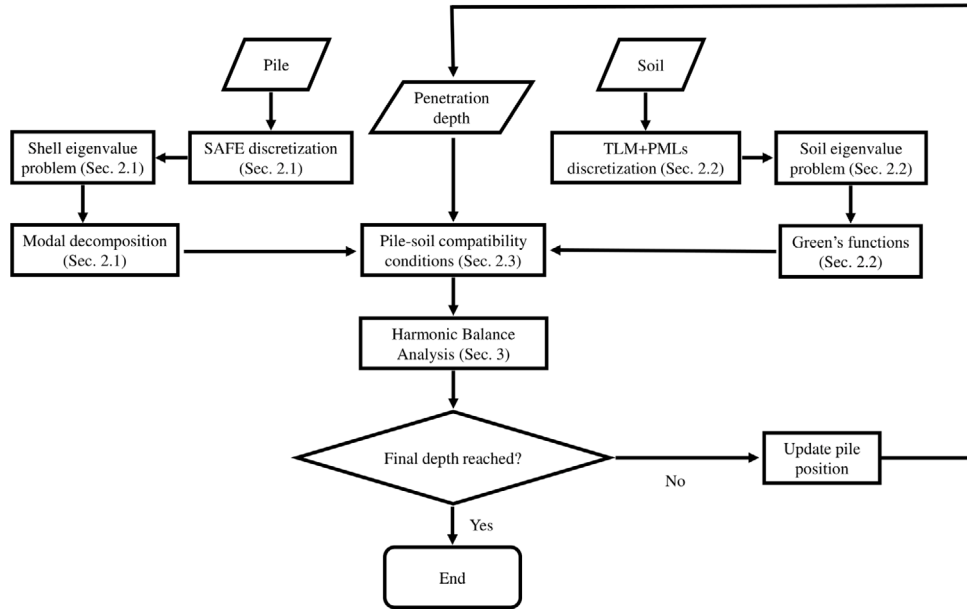 Pile
Penetration
depth
Soil
Shell eigenvalue
problem (Sec. 2.1)
SAFE discretization
(Sec. 2.1)
TLM+PMLs
discretization (Sec. 2.2)
Soil eigenvalue
problem (Sec. 2.2)
Modal decomposition
(Sec. 2.1)
Pile-soil compatibility
conditions (Sec. 2.3)
Green's functions
(Sec. 2.2)
Harmonic Balance
Analysis (Sec. 3)
Final depth reached?
No
Update pile
position
Yes
End